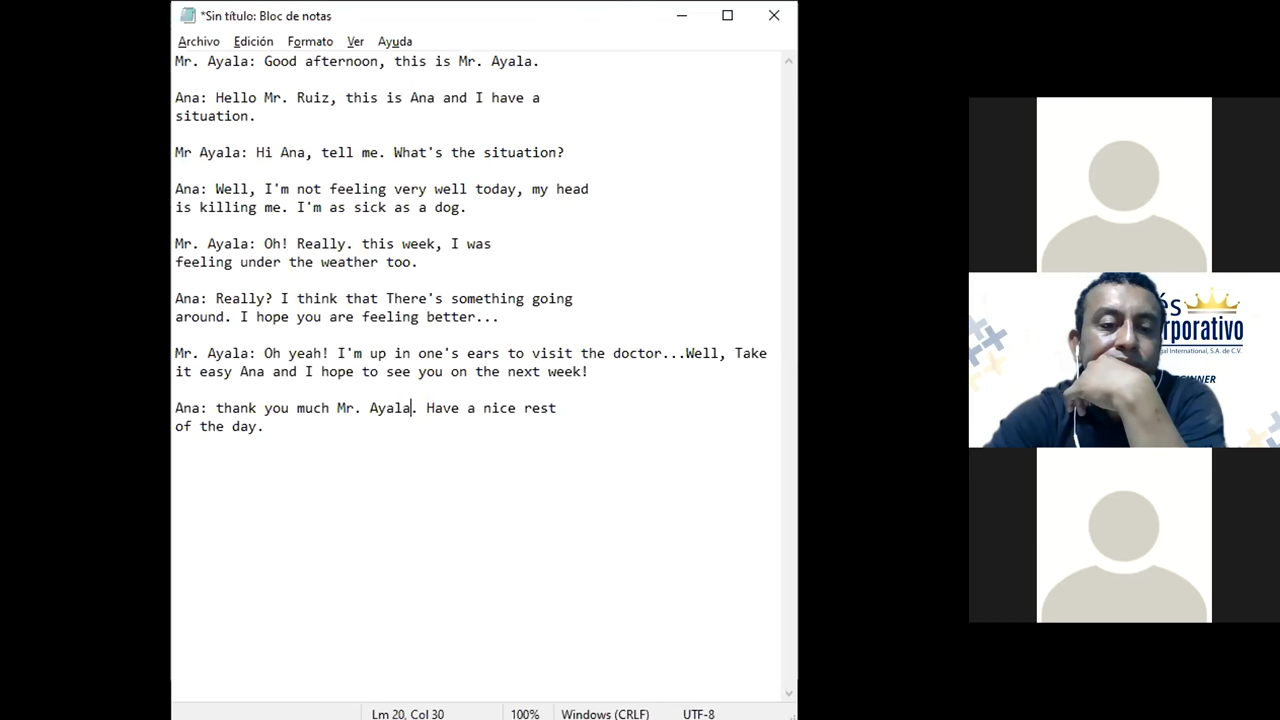 *Sin título: Bloc de notas
Archivo Edición Formato Ver Ayuda
Mr. Ayala: Good afternoon, this is Mr. Ayala.
Ana: Hello Mr. Ruiz, this is Ana and I have a
situation.
Mr Ayala: Hi Ana, tell me. What's the situation?
Ana: Well, I'm not feeling very well today, my head
is killing me. I'm as sick as a dog.
Mr. Ayala: Oh! Really. this week, I was
feeling under the weather too.
Ana: Really? I think that There's something going
around. I hope you are feeling better...
Mr. Ayala: Oh yeah! I'm up in one's ears to visit the doctor...Well, Take
it easy Ana and I hope to see you on the next week!
Ana: thank you much Mr. Ayala. Have a nice rest
of the day.
Lm 20, Col 30 100% Windows (CRLF) UTF-8
és
rporativo
gal International, S.A. de C.V.